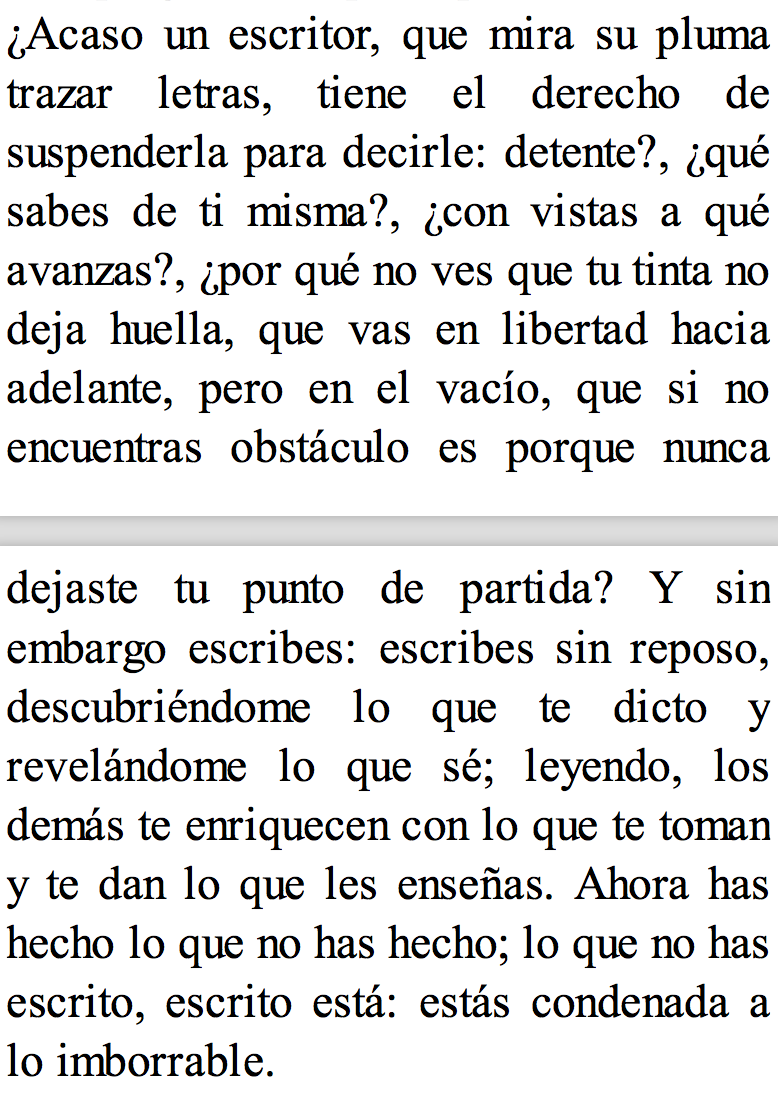 ¿Acaso un escritor, que mira su pluma
trazar letras, tiene el derecho de
suspenderla para decirle: detente?, ¿qué
sabes de ti misma?, ¿con vistas a qué
avanzas?, ¿por qué no ves que tu tinta no
deja huella, que vas en libertad hacia
adelante, pero en el vacío, que si no
encuentras obstáculo es porque nunca
dejaste tu punto de partida? Y sin
embargo escribes: escribes sin reposo,
descubriéndome lo que te dicto y
revelándome lo que sé; leyendo, los
demás te enriquecen con lo que te toman
y te dan lo que les enseñas. Ahora has
hecho lo que no has hecho; lo que no has
escrito, escrito está: estás condenada a
lo imborrable.